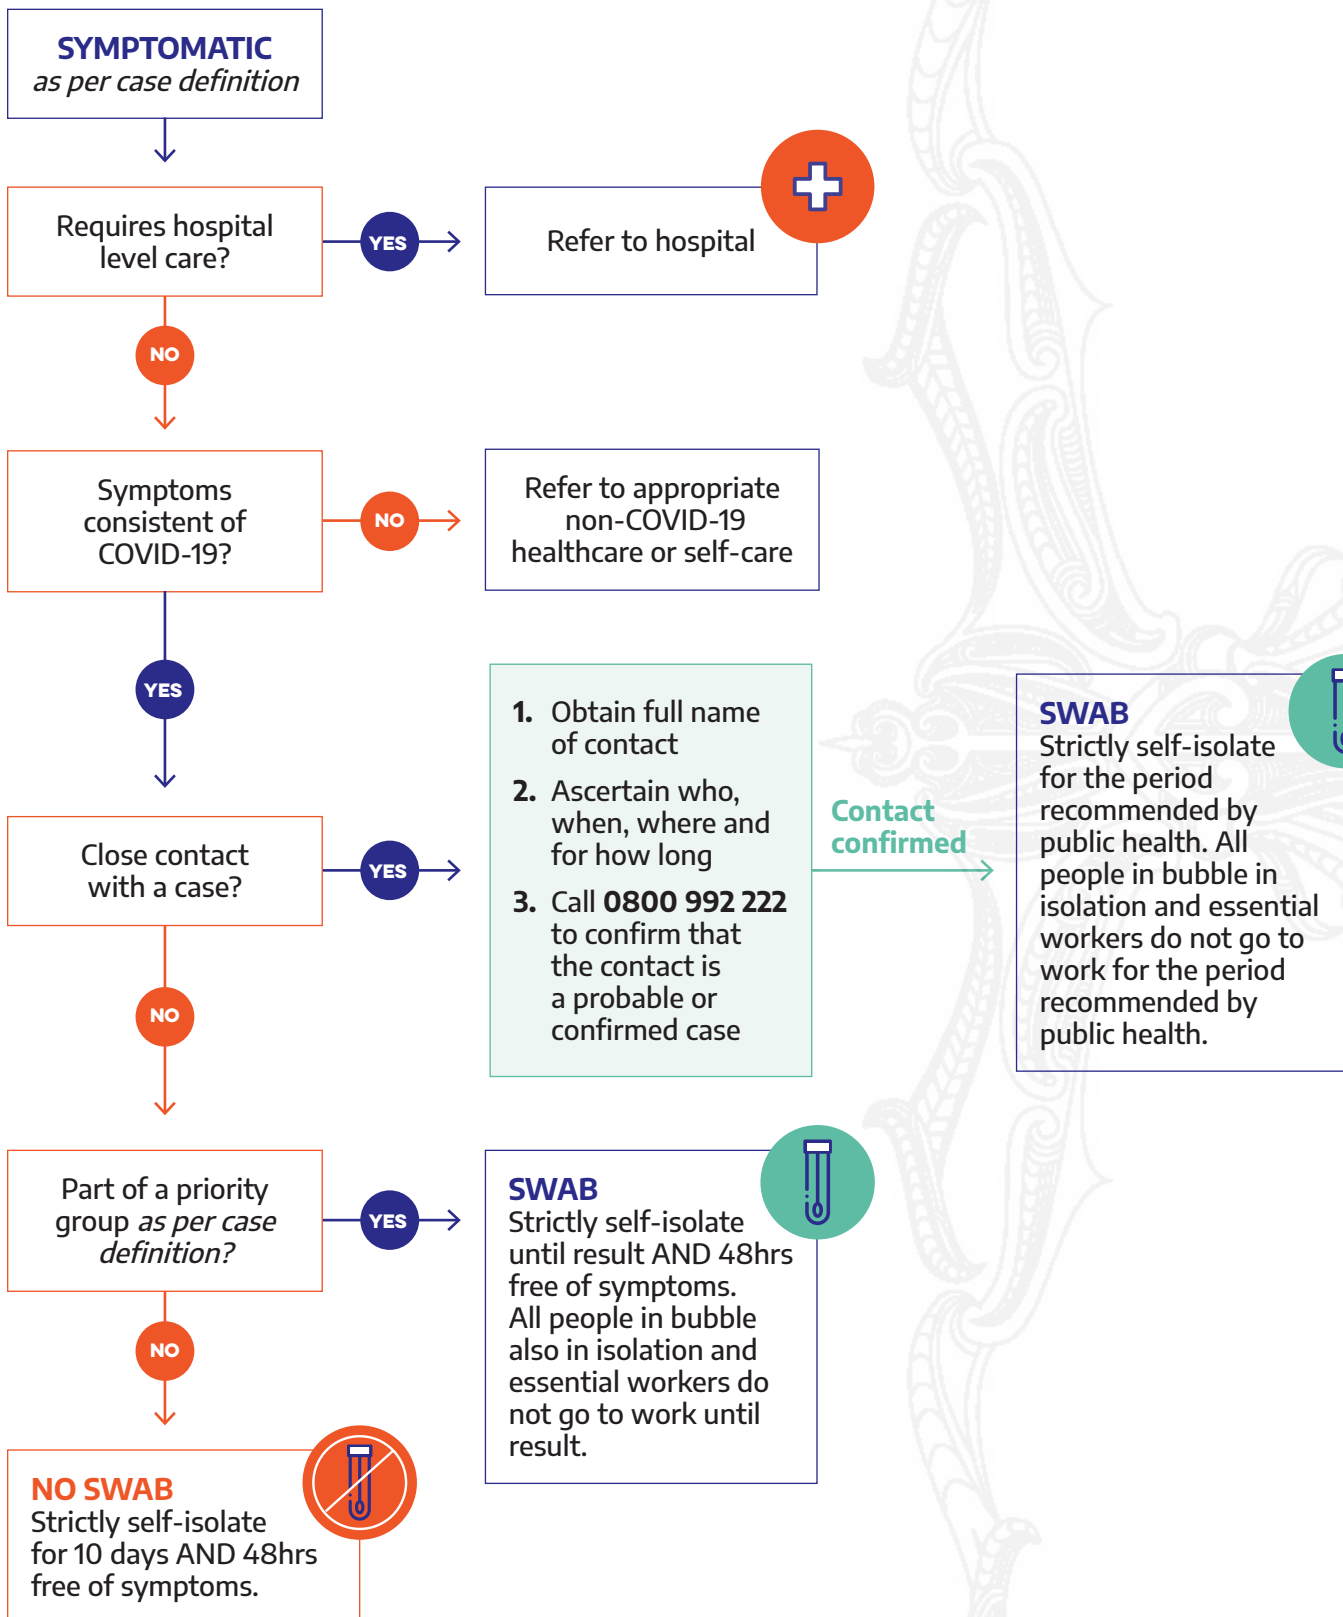 SYMPTOMATIC
as per case definition
Requires hospital
level care?
YES
Refer to hospital
NO
Symptoms
consistent of
COVID-19?
NO
Refer to appropriate
non-COVID-19
healthcare or self-care
YES
Close contact
with a case?
YES
1. Obtain full name
of contact
2. Ascertain who,
when, where and
for how long
3. Call 0800 992 222
to confirm that
the contact is
a probable or
confirmed case
Contact
confirmed
SWAB
Strictly self-isolate
for the period
recommended by
public health. All
people in bubble in
isolation and essential
workers do not go to
work for the period
recommended by
public health.
NO
Part of a priority
group as per case
definition?
YES
SWAB
Strictly self-isolate
until result AND 48hrs
free of symptoms.
All people in bubble
also in isolation and
essential workers do
not go to work until
result.
NO
NO SWAB
Strictly self-isolate
for 10 days AND 48hrs
free of symptoms.